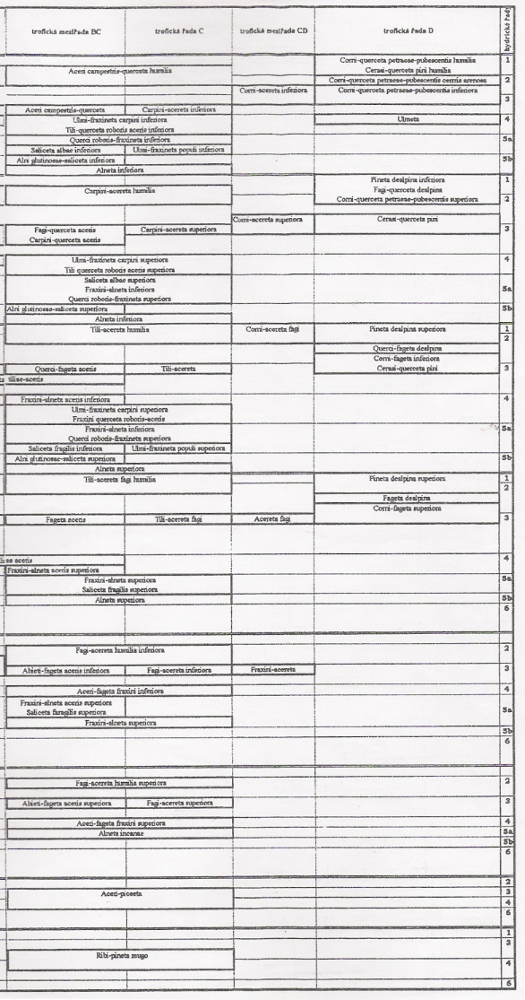 trofická meziřada BC trofická řada C trofická mezířada CD trofická řada D hydrické řady
Corni-querceta petraeae-pubescentis humilia 1
Aceri campestris-querceta humilia Cerasi-querceta pini humilia
Corni-querceta petraeae-pubescentis cerris arenosa 2
Corni-acereta inferiora Corni-querceta petraeae-pubescentis inferiora
3
Aceri campestris-querceta Carpini-acereta inferiora
Ulmi-fraxineta carpini inferiora Ulmeta 4
Tili-querceta roboris aceris inferiora
Querci roboris-fraxineta inferiora 5a
Saliceta albae inferiora Ulmi-fraxineta populi inferiora
Alni glutinosae-saliceta inferiora 5b
Alneta inferiora
Pineta dealpina inferiora 1
Carpini-acereta humilia Fagi-querceta dealpina
Corni-querceta petraeae-pubescentis superiora 2
Corni-acereta superiora Cerasi-querceta pini
Fagi-querceta aceris Carpini-acereta superiora 3
Carpini-querceta aceris
Ulmi-fraxineta carpini superiora 4
Tili querceta roboris aceris superiora
Saliceta albae superiora
Fraxini-alneta inferiora 5a
Querci roboris-fraxineta superiora
Alni glutinosae-saliceta superiora 5b
Alneta inferiora
Tili-acereta humilia Corni-acereta fagi Pineta dealpina superiora 1
2
Querci-fageta dealpina
Corni-fageta inferiora
Querci-fageta aceris Tili-acereta Cerasi-querceta pini 3
tiliae-aceris
Fraxini-alneta aceris inferiora 4
Ulmi-fraxineta carpini superiora
Fraxini querceta roboris-aceris
Fraxini-alneta inferiora 5a
Querci roboris-fraxineta superiora
Saliceta fragilis inferiora Ulmi-fraxineta populi superiora
Alni glutinosae-saliceta superiora 5b
Alneta superiora
Tili-acereta fagi humilia Pineta dealpina superiora 1
2
Fageta dealpina
Corni-fageta superiora
Fageta aceris Tili-acereta fagi Acereta fagi 3
aceris 4
Fraxini-alneta aceris superiora
Fraxini-alneta superiora 5a
Saliceta fragilis superiora
Alneta superiora 5b
6
Fagi-acereta humilia inferiora 2
Abieti-fageta aceris inferiora Fagi-acereta inferiora Fraxini-acereta 3
Aceri-fageta fraxini inferiora 4
Fraxini-alneta aceris superiora
Saliceta faragilis superiora 5a
Fraxini-alneta superiora
5b
6
Fagi-acereta humilia superiora 2
Abieti-fageta aceris superiora Fagi-acereta superiora 3
Aceri-fageta fraxini superiora 4
Alneta incanae 5a
5b
6
2
Aceri-piceeta 3
4
6
1
3
Ribi-pineta mugo
4
6